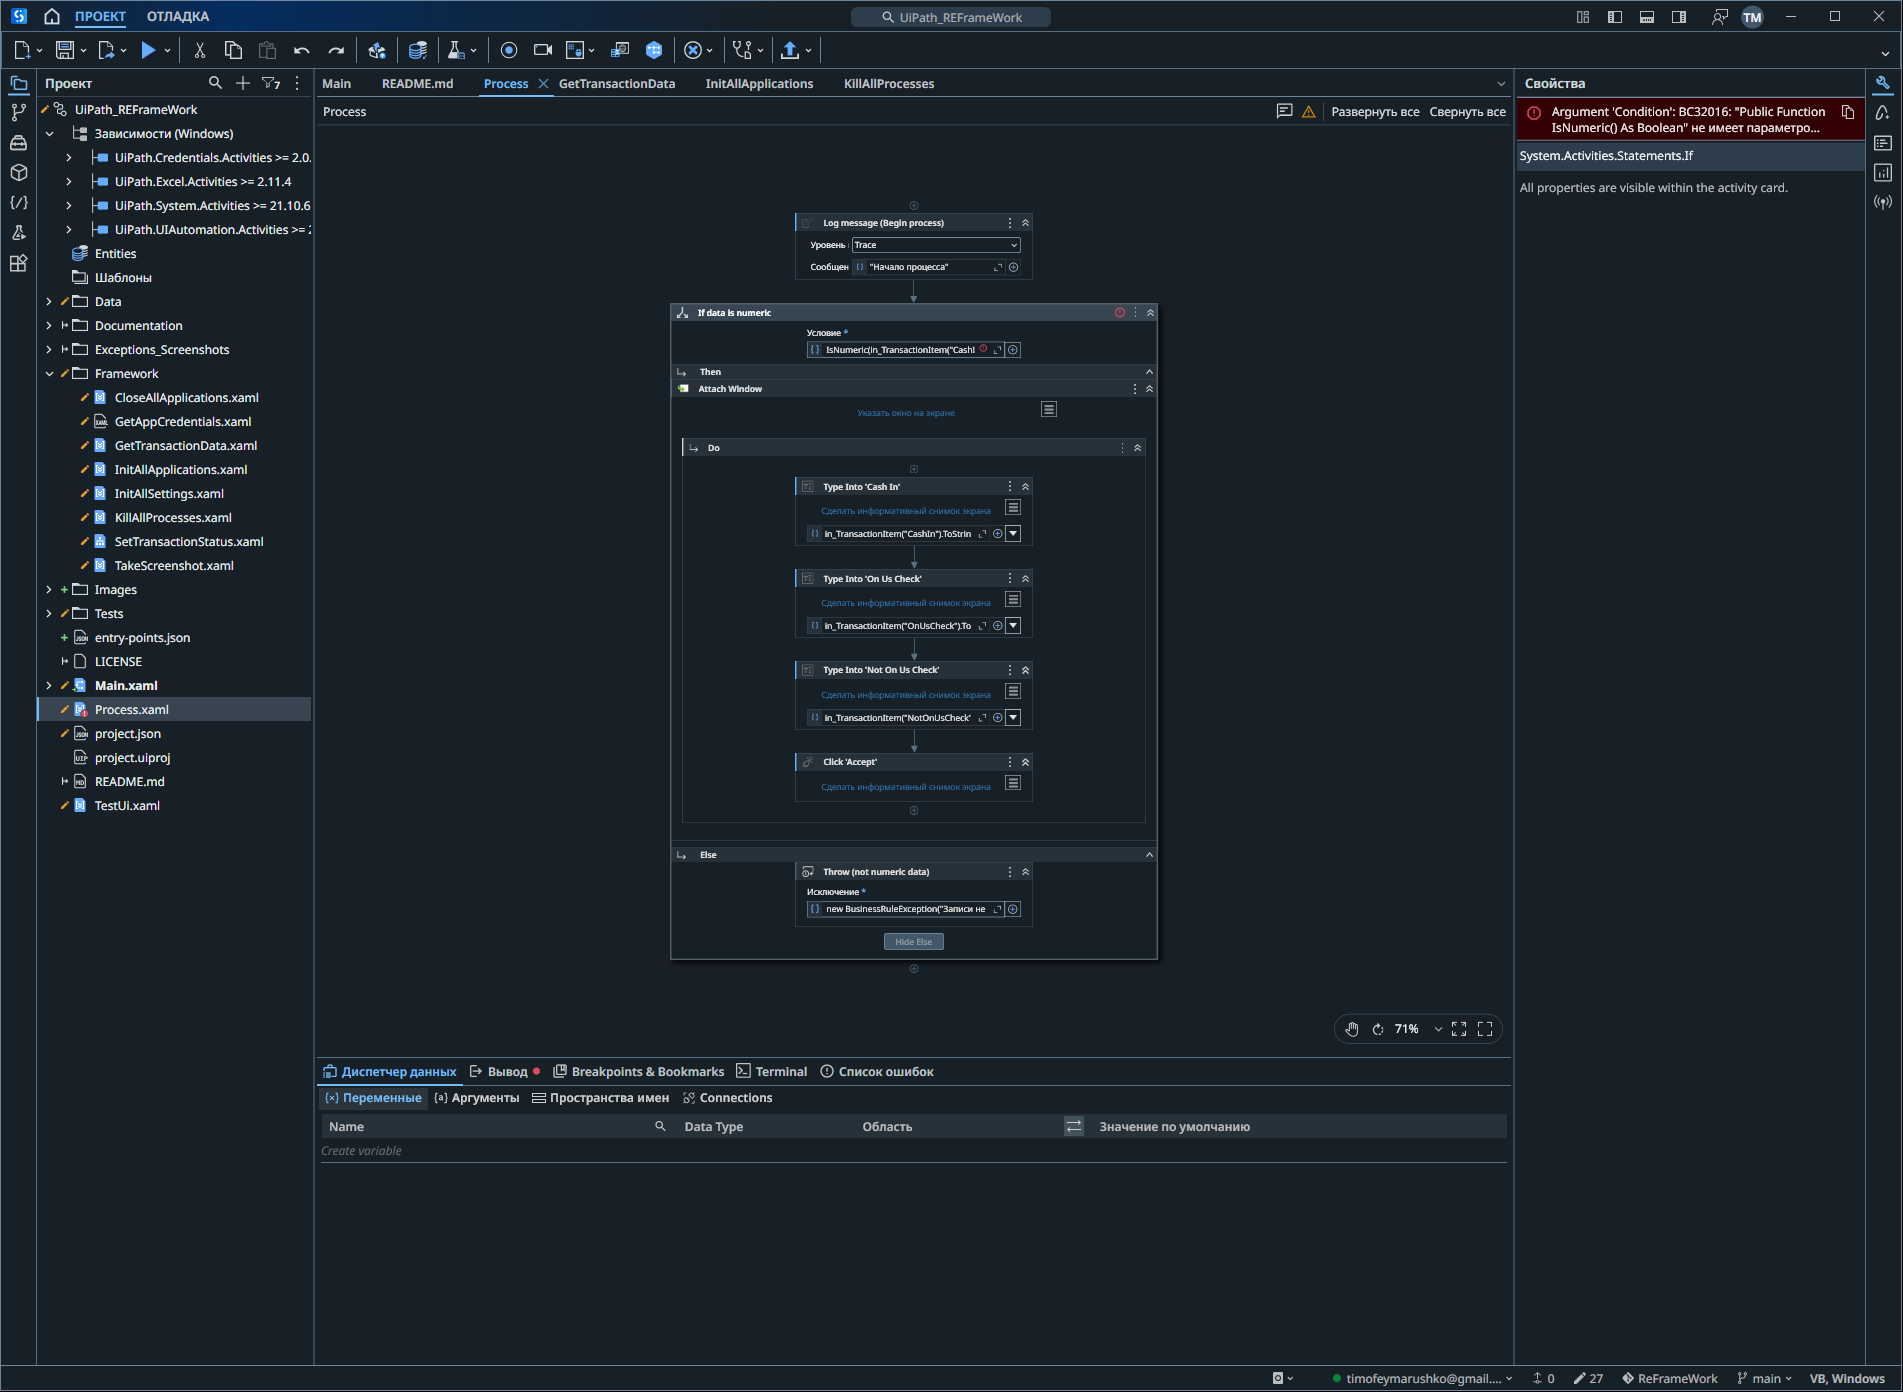 ПРОЕКТ
ОТЛАДКА
UiPath_REFrameWork
TM
Проект
7
UiPath_REFrameWork
Зависимости (Windows)
UiPath.Credentials.Activities >= 2.0.
UiPath.Excel.Activities >= 2.11.4
UiPath.System.Activities >= 21.10.6
UiPath.UIAutomation.Activities >= 2
Entities
Шаблоны
Data
Documentation
Exceptions_Screenshots
Framework
CloseAllApplications.xaml
GetAppCredentials.xaml
GetTransactionData.xaml
InitAllApplications.xaml
InitAllSettings.xaml
KillAllProcesses.xaml
SetTransactionStatus.xaml
TakeScreenshot.xaml
Images
Tests
entry-points.json
LICENSE
Main.xaml
Process.xaml
project.json
project.uiproj
README.md
TestUi.xaml
Main
README.md
Process
GetTransactionData
InitAllApplications
KillAllProcesses
Process
Развернуть все
Свернуть все
Log message (Begin process)
Уровень
Trace
Сообщен
"Начало процесса"
If data is numeric
Условие *
IsNumeric(in_TransactionItem("CashI
Then
Attach Window
Указать окно на экране
Do
Type Into 'Cash In'
Сделать информативный снимок экрана
in_TransactionItem("CashIn").ToStrin
Type Into 'On Us Check'
Сделать информативный снимок экрана
in_TransactionItem("OnUsCheck").To
Type Into 'Not On Us Check'
Сделать информативный снимок экрана
in_TransactionItem("NotOnUsCheck"
Click 'Accept'
Сделать информативный снимок экрана
Else
Throw (not numeric data)
Исключение *
new BusinessRuleException("Записи не
Hide Else
71%
Диспетчер данных
Вывод
Breakpoints & Bookmarks
Terminal
Список ошибок
Переменные
Аргументы
Пространства имен
Connections
Name
Data Type
Область
Значение по умолчанию
Create variable
Свойства
Argument 'Condition': BC32016: "Public Function
IsNumeric() As Boolean" не имеет параметро...
System.Activities.Statements.If
All properties are visible within the activity card.
timofeymarushko@gmail....
0
27
ReFrameWork
main
VB, Windows